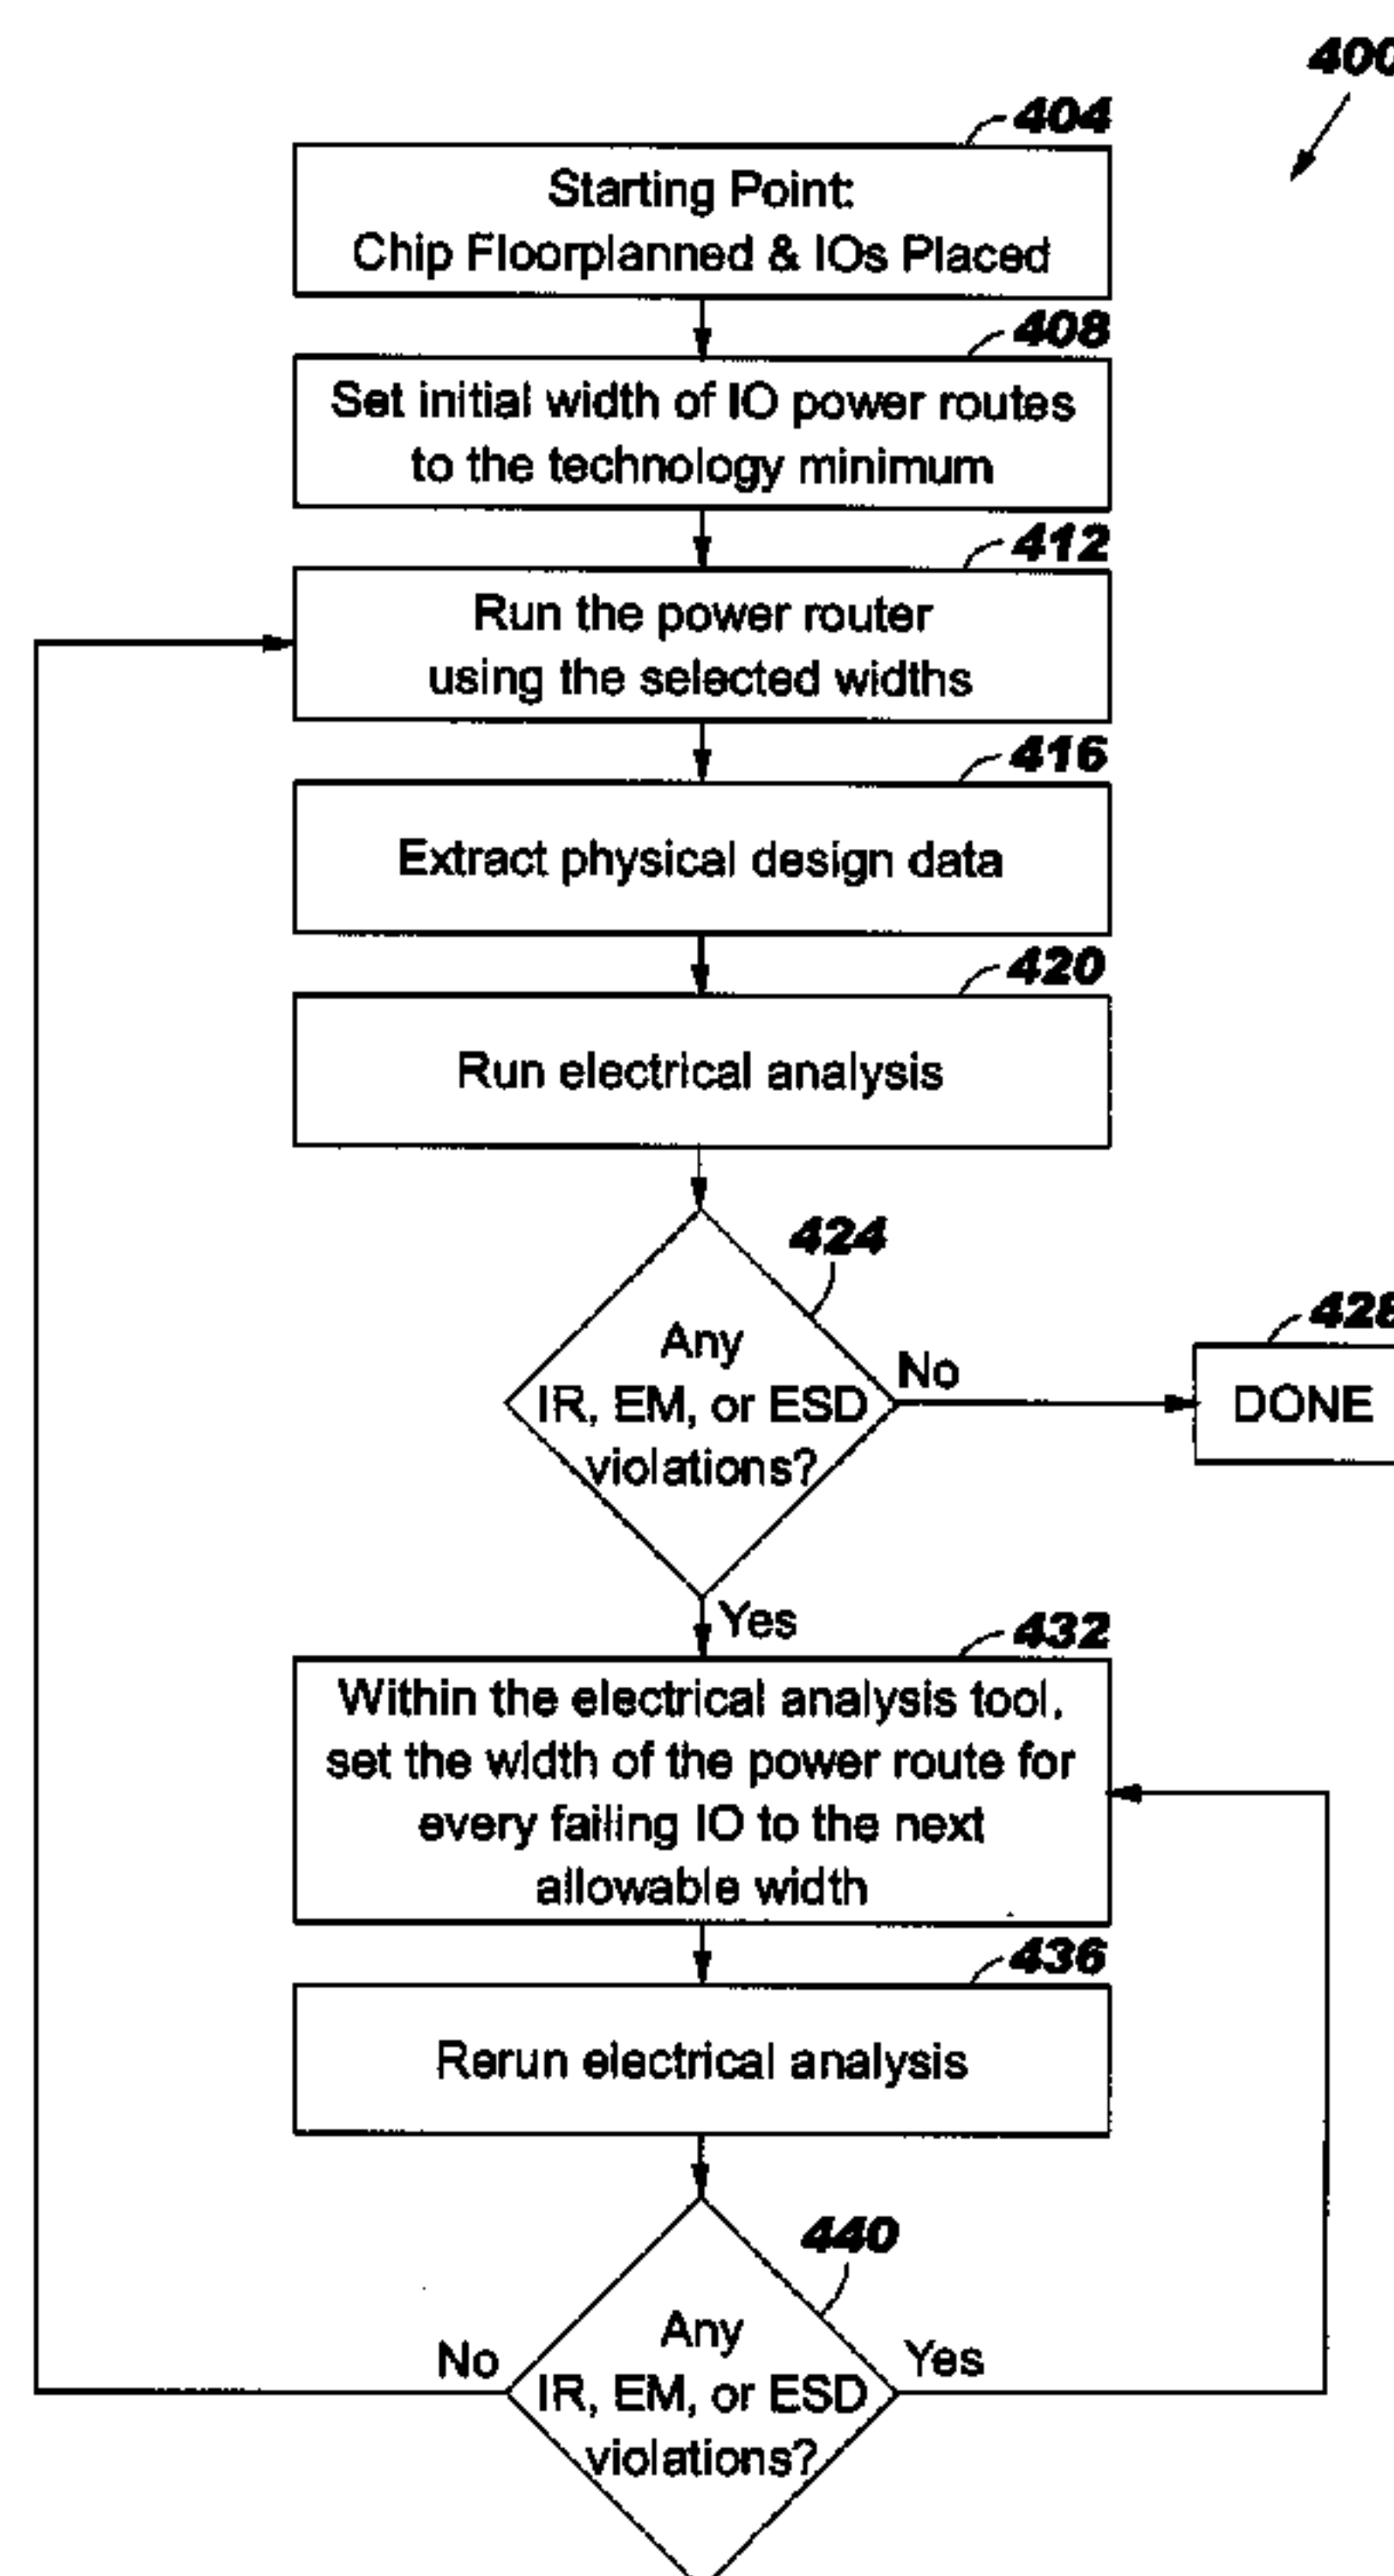 400
404
Starting Point:
Chip Floorplanned & IOs Placed
408
Set initial width of IO power routes
to the technology minimum
412
Run the power router
using the selected widths
416
Extract physical design data
420
Run electrical analysis
424
Any
IR, EM, or ESD
violations?
No
428
DONE
Yes
432
Within the electrical analysis tool,
set the width of the power route for
every failing IO to the next
allowable width
436
Rerun electrical analysis
440
Any
IR, EM, or ESD
violations?
No
Yes